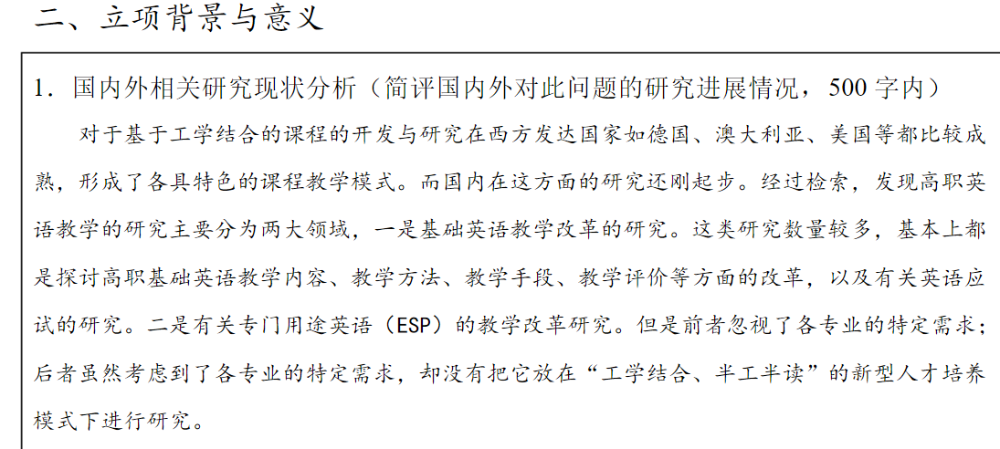 二、立项背景与意义
1．国内外相关研究现状分析（简评国内外对此问题的研究进展情况，500 字内）
对于基于工学结合的课程的开发与研究在西方发达国家如德国、澳大利亚、美国等都比较成
熟，形成了各具特色的课程教学模式。而国内在这方面的研究还刚起步。经过检索，发现高职英
语教学的研究主要分为两大领域，一是基础英语教学改革的研究。这类研究数量较多，基本上都
是探讨高职基础英语教学内容、教学方法、教学手段、教学评价等方面的改革，以及有关英语应
试的研究。二是有关专门用途英语（ESP）的教学改革研究。但是前者忽视了各专业的特定需求；
后者虽然考虑到了各专业的特定需求，却没有把它放在“工学结合、半工半读”的新型人才培养
模式下进行研究。